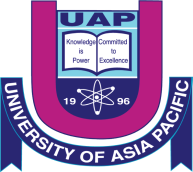 UAP
Knowledge is Power
Committed to Excellence
19 96
UNIVERSITY OF ASIA PACIFIC